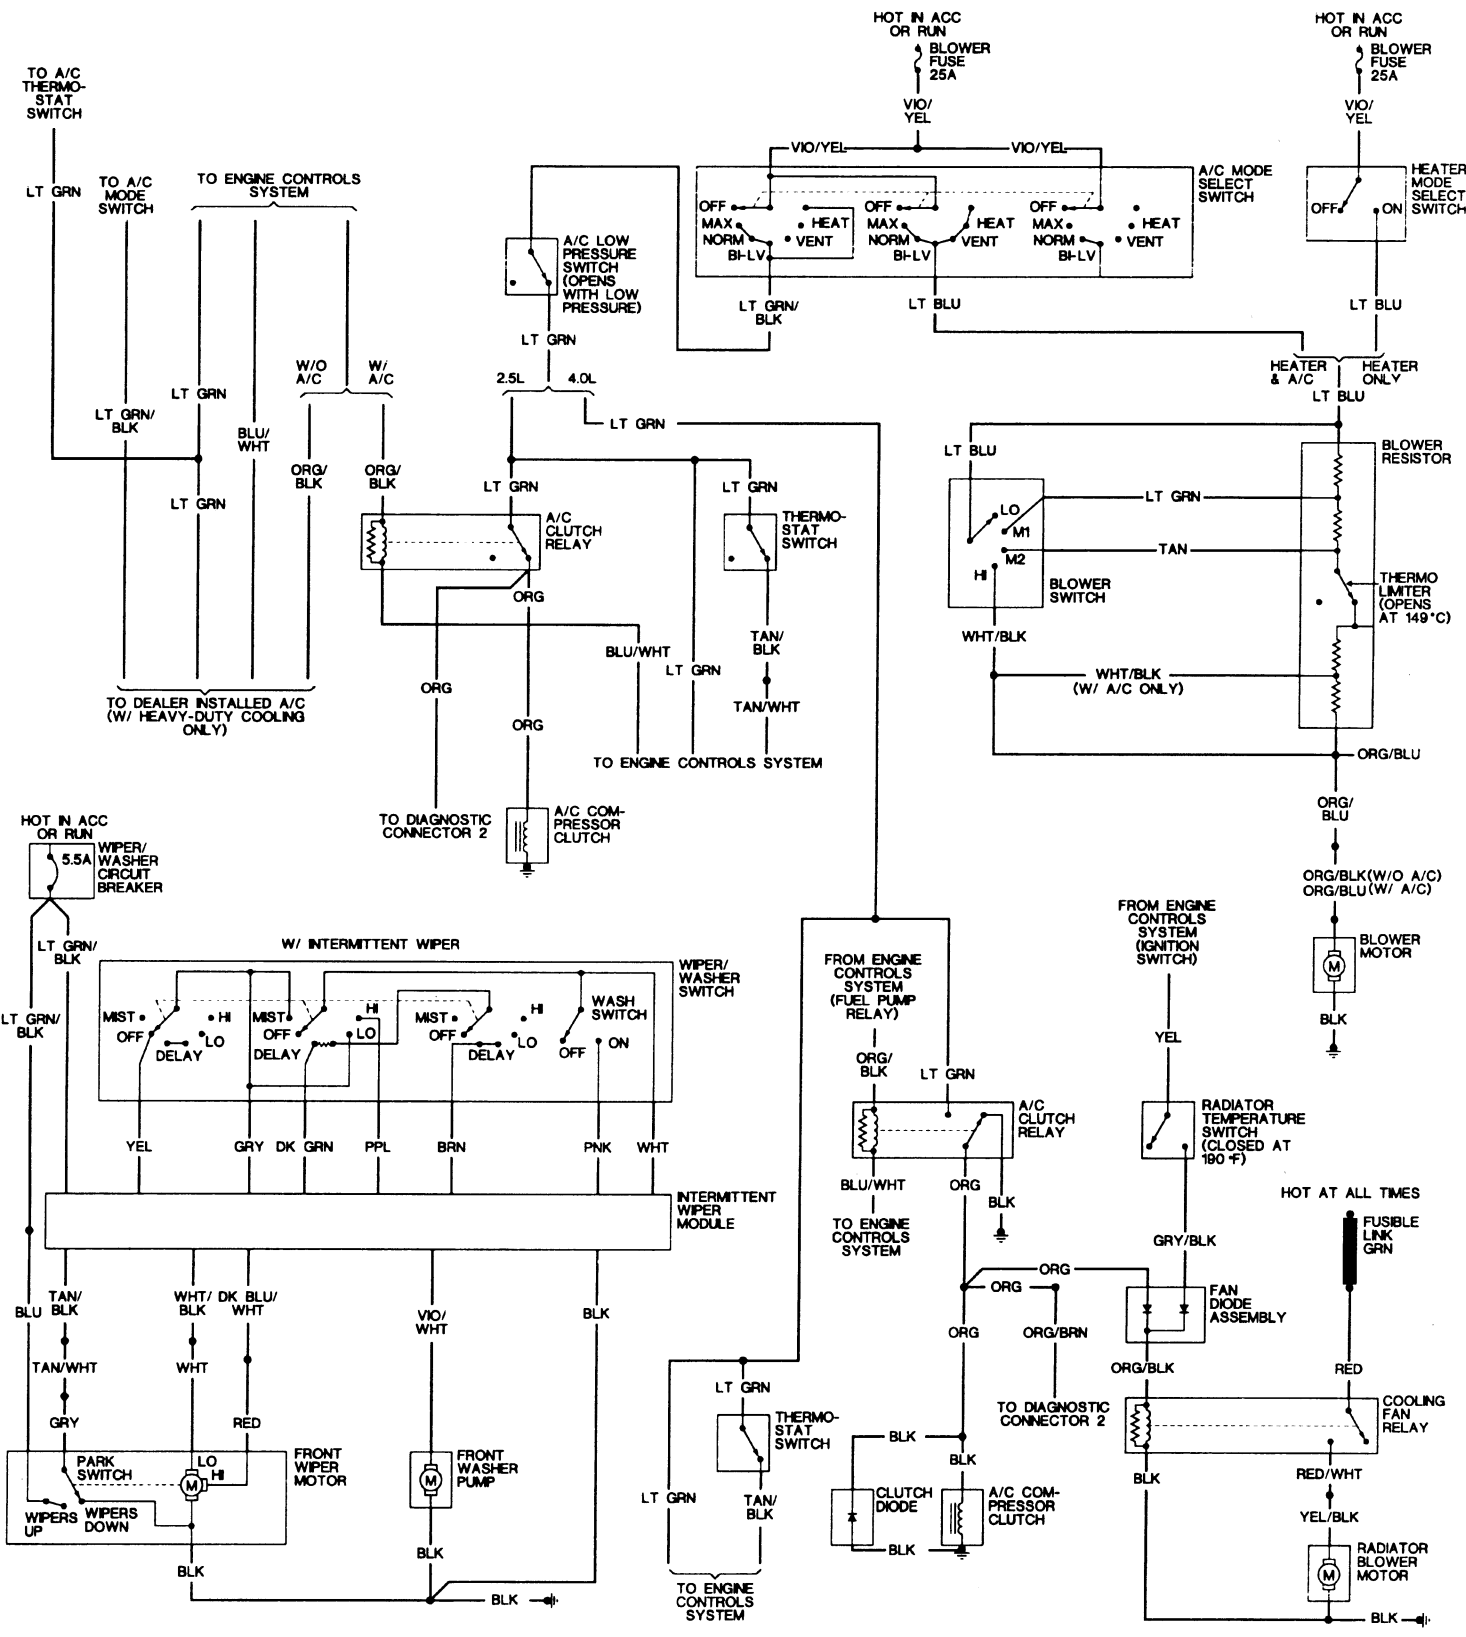 HOT IN ACC
OR RUN
BLOWER
FUSE
25A
VIO/
YEL
VIO/YEL
VIO/YEL
HOT IN ACC
OR RUN
BLOWER
FUSE
25A
VIO/
YEL
TO A/C
THERMO-
STAT
SWITCH
LT GRN
TO A/C
MODE
SWITCH
TO ENGINE CONTROLS
SYSTEM
A/C LOW
PRESSURE
SWITCH
(OPENS
WITH LOW
PRESSURE)
A/C MODE
SELECT
SWITCH
OFF
MAX
NORM
BI-LV
VENT
HEAT
OFF
MAX
NORM
BI-LV
VENT
HEAT
OFF
MAX
NORM
BI-LV
VENT
HEAT
HEATER
MODE
SELECT
SWITCH
OFF
ON
LT GRN/
BLK
LT BLU
LT BLU
LT GRN
2.5L
4.0L
HEATER
& A/C
HEATER
ONLY
LT BLU
W/O
A/C
W/
A/C
LT GRN
LT GRN/
BLK
BLU/
WHT
ORG/
BLK
ORG/
BLK
LT GRN
LT GRN
LT GRN
LT GRN
A/C
CLUTCH
RELAY
THERMO-
STAT
SWITCH
LT BLU
LO
M1
M2
HI
BLOWER
SWITCH
LT GRN
TAN
BLOWER
RESISTOR
THERMO
LIMITER
(OPENS
AT 149°C)
WHT/BLK
WHT/BLK
(W/ A/C ONLY)
ORG/BLU
ORG
ORG
ORG
BLU/WHT
LT GRN
TAN/
BLK
TAN/WHT
TO ENGINE CONTROLS SYSTEM
TO DEALER INSTALLED A/C
(W/ HEAVY-DUTY COOLING
ONLY)
TO DIAGNOSTIC
CONNECTOR 2
A/C COM-
PRESSOR
CLUTCH
ORG/
BLU
ORG/BLK(W/O A/C)
ORG/BLU(W/ A/C)
BLOWER
MOTOR
M
BLK
HOT IN ACC
OR RUN
5.5A
WIPER/
WASHER
CIRCUIT
BREAKER
LT GRN/
BLK
LT GRN/
BLK
W/ INTERMITTENT WIPER
WIPER/
WASHER
SWITCH
MIST
OFF
DELAY
LO
HI
MIST
OFF
DELAY
LO
HI
MIST
OFF
DELAY
LO
HI
WASH
SWITCH
OFF
ON
YEL
GRY
DK GRN
PPL
BRN
PNK
WHT
INTERMITTENT
WIPER
MODULE
BLU
TAN/
BLK
TAN/WHT
GRY
WHT/
BLK
WHT
DK BLU/
WHT
RED
VIO/
WHT
BLK
PARK
SWITCH
LO
HI
M
WIPERS
UP
WIPERS
DOWN
FRONT
WIPER
MOTOR
BLK
M
FRONT
WASHER
PUMP
BLK
BLK
FROM ENGINE
CONTROLS
SYSTEM
(FUEL PUMP
RELAY)
ORG/
BLK
LT GRN
A/C
CLUTCH
RELAY
BLU/WHT
ORG
BLK
TO ENGINE
CONTROLS
SYSTEM
FROM ENGINE
CONTROLS
SYSTEM
(IGNITION
SWITCH)
YEL
RADIATOR
TEMPERATURE
SWITCH
(CLOSED AT
190°F)
GRY/BLK
HOT AT ALL TIMES
FUSIBLE
LINK
GRN
ORG
ORG
ORG
ORG/BRN
FAN
DIODE
ASSEMBLY
ORG/BLK
RED
TO DIAGNOSTIC
CONNECTOR 2
COOLING
FAN
RELAY
LT GRN
THERMO-
STAT
SWITCH
LT GRN
TAN/
BLK
TO ENGINE
CONTROLS
SYSTEM
BLK
BLK
CLUTCH
DIODE
A/C COM-
PRESSOR
CLUTCH
BLK
BLK
RED/WHT
YEL/BLK
RADIATOR
BLOWER
MOTOR
M
BLK